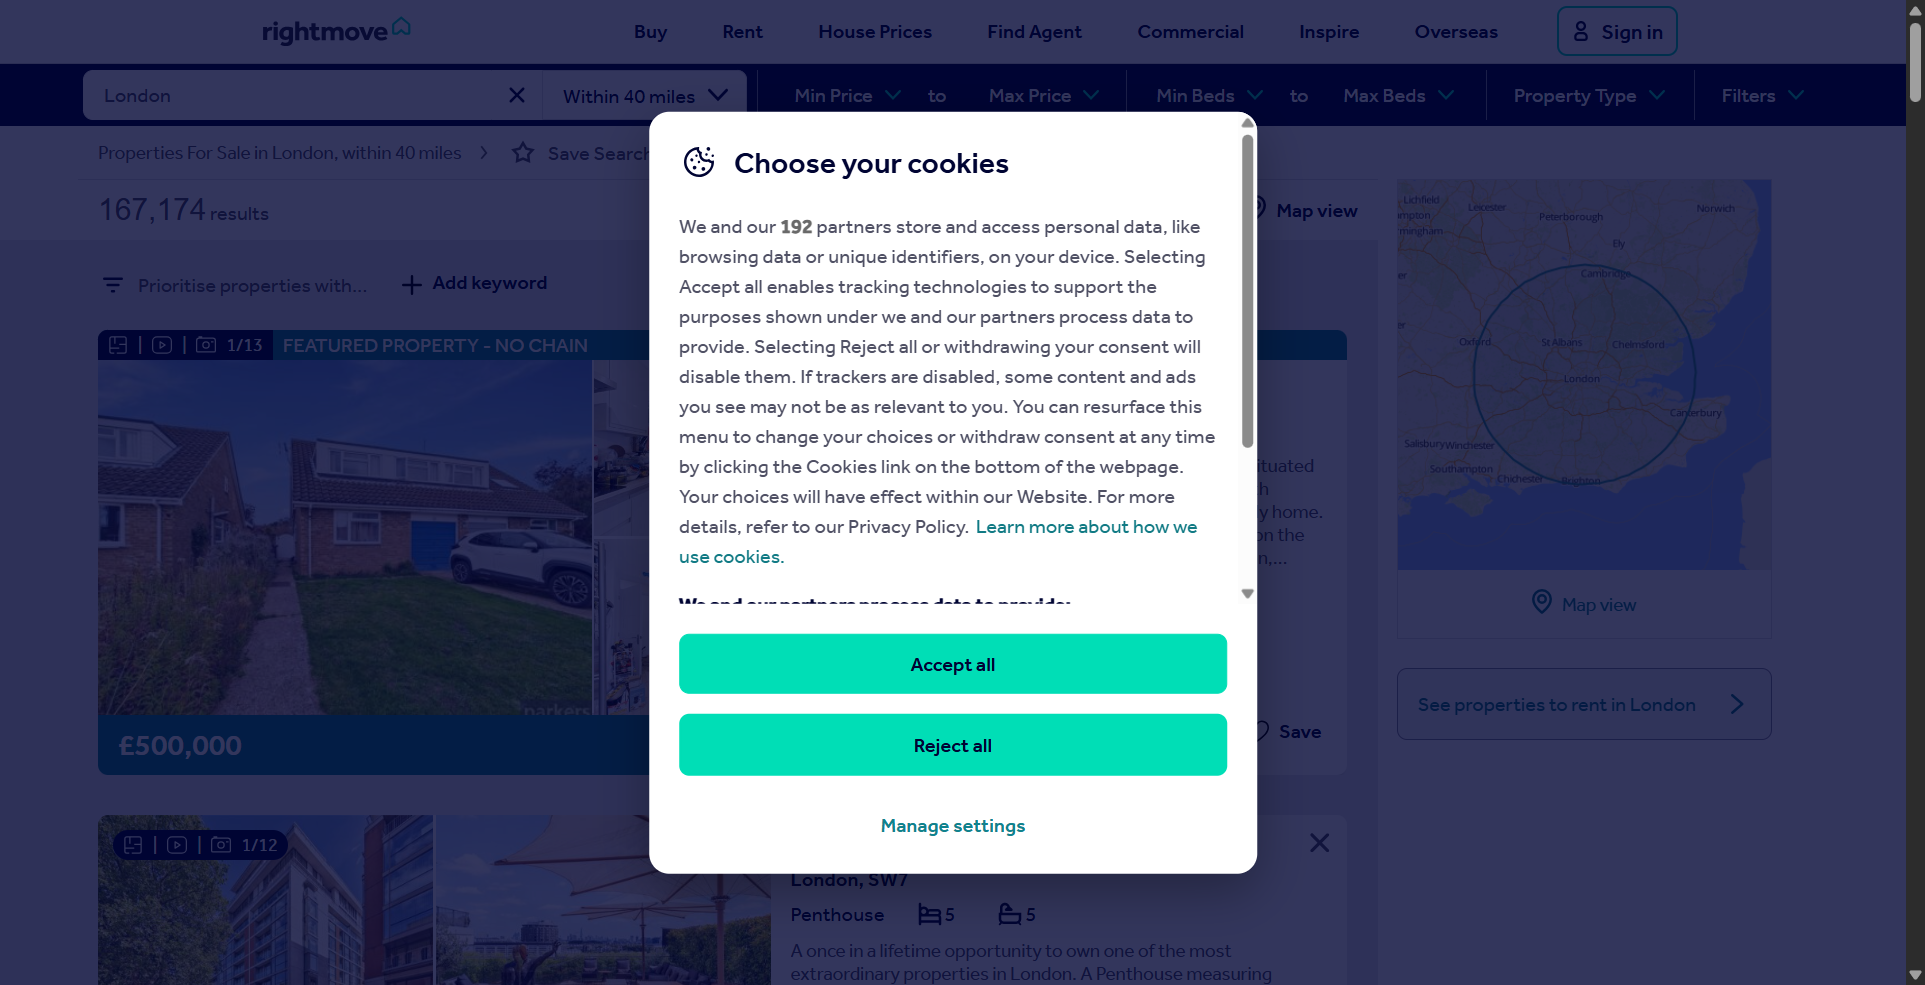 rightmove
Buy
Rent
House Prices
Find Agent
Commercial
Inspire
Overseas
Sign in
London
Within 40 miles
Min Price
to
Max Price
Min Beds
to
Max Beds
Property Type
Filters
Properties For Sale in London, within 40 miles
Save Search
167,174 results
Map view
Prioritise properties with...
Add keyword
1/13
FEATURED PROPERTY - NO CHAIN
parkers
£500,000
Choose your cookies
We and our 192 partners store and access personal data, like
browsing data or unique identifiers, on your device. Selecting
Accept all enables tracking technologies to support the
purposes shown under we and our partners process data to
provide. Selecting Reject all or withdrawing your consent will
disable them. If trackers are disabled, some content and ads
you see may not be as relevant to you. You can resurface this
menu to change your choices or withdraw consent at any time
by clicking the Cookies link on the bottom of the webpage.
Your choices will have effect within our Website. For more
details, refer to our Privacy Policy. Learn more about how we
use cookies.
We and our partners process data to provide:
Accept all
Reject all
Manage settings
ituated
y home.
on the
n,...
Save
1/12
London, SW7
Penthouse
5
5
A once in a lifetime opportunity to own one of the most
extraordinary properties in London. A Penthouse measuring
Lichfield
Leicester
Peterborough
Norwich
Ely
Cambridge
Oxford
St Albans
Chelmsford
London
Canterbury
Salisbury
Winchester
Southampton
Chichester
Brighton
Map view
See properties to rent in London